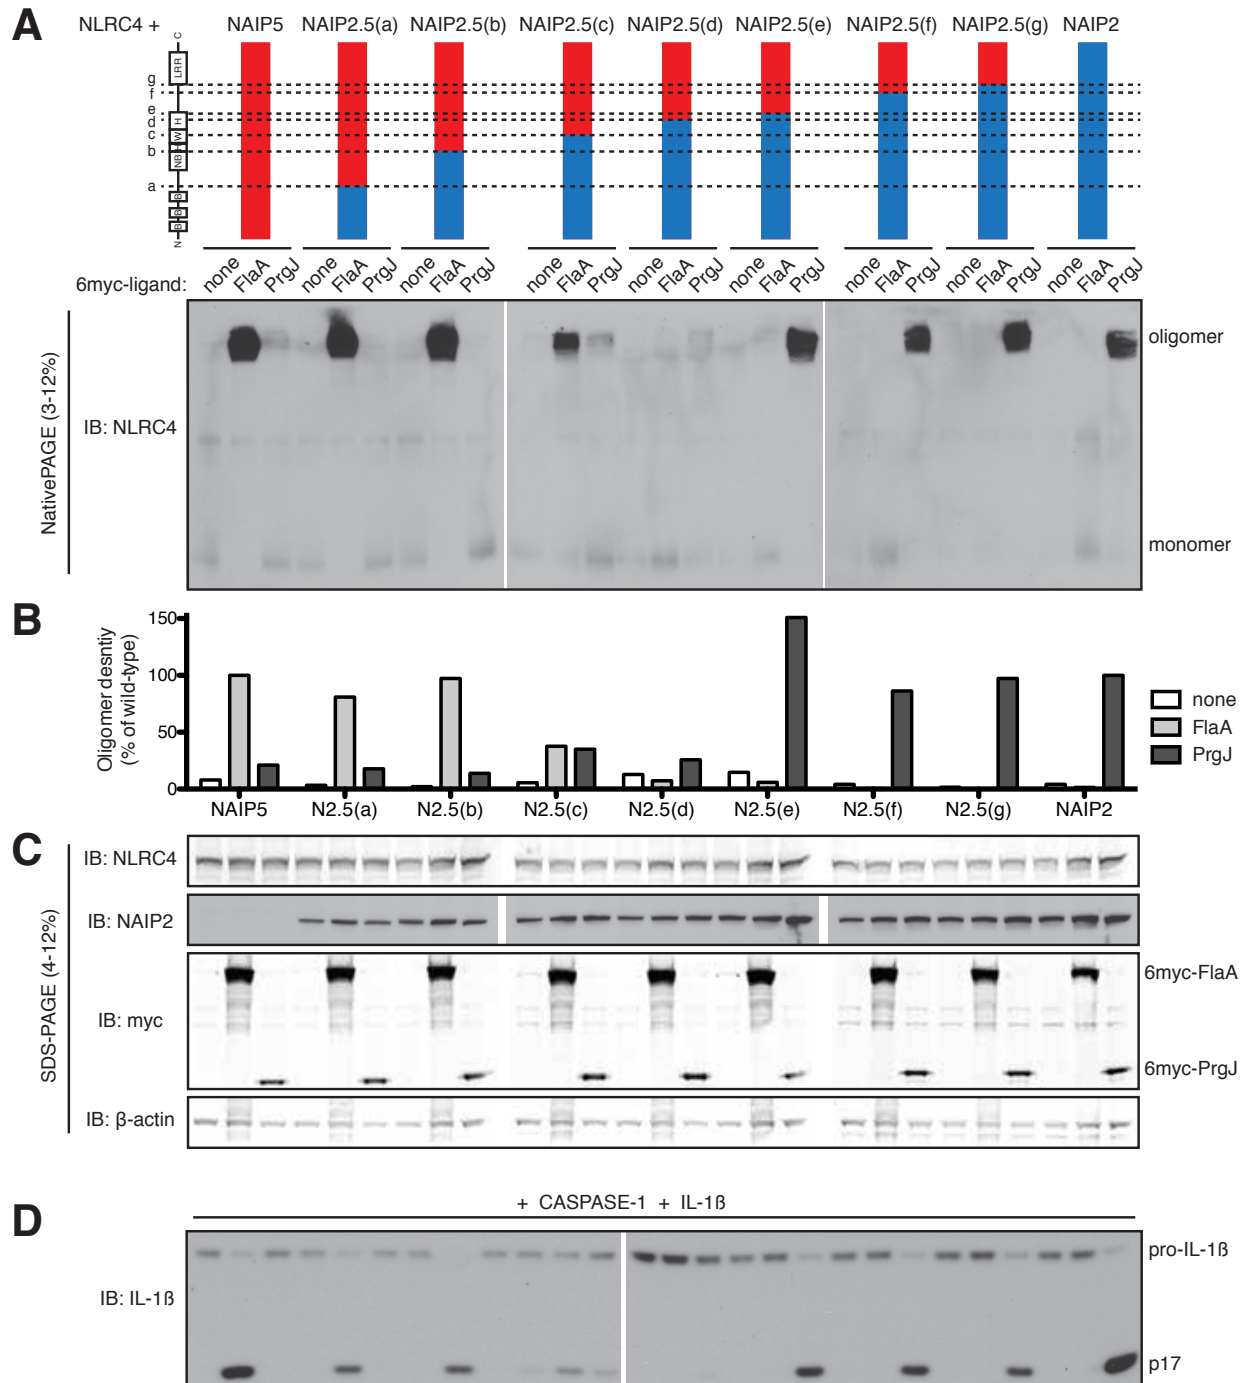 A
NLRC4 + NAIP5 NAIP2.5(a) NAIP2.5(b) NAIP2.5(c) NAIP2.5(d) NAIP2.5(e) NAIP2.5(f) NAIP2.5(g) NAIP2
C
LRR
g
f
e
d
H
c
W
H
b
NB
a
B
B
B
N
6myc-ligand: none FlaA PrgJ none FlaA PrgJ none FlaA PrgJ none FlaA PrgJ none FlaA PrgJ none FlaA PrgJ none FlaA PrgJ none FlaA PrgJ none FlaA PrgJ
NativePAGE (3-12%)
IB: NLRC4
oligomer
monomer
B
Oligomer desntiy
(% of wild-type)
150
100
50
0
none
FlaA
PrgJ
NAIP5 N2.5(a) N2.5(b) N2.5(c) N2.5(d) N2.5(e) N2.5(f) N2.5(g) NAIP2
C
SDS-PAGE (4-12%)
IB: NLRC4
IB: NAIP2
IB: myc
6myc-FlaA
6myc-PrgJ
IB: β-actin
D
+ CASPASE-1 + IL-1ß
IB: IL-1ß
pro-IL-1ß
p17